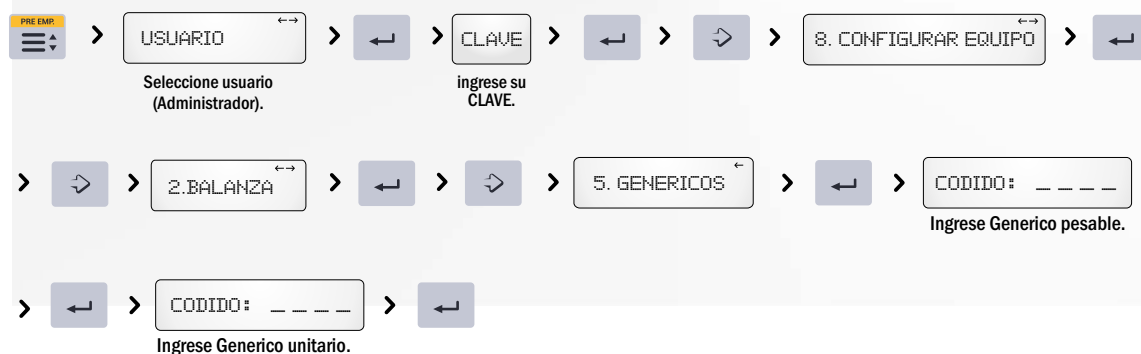 PRE EMP.
USUARIO
Seleccione usuario
(Administrador).
CLAVE
ingrese su
CLAVE.
8. CONFIGURAR EQUIPO
2.BALANZA
5. GENERICOS
CODIDO: _ _ _ _
Ingrese Generico pesable.
CODIDO: _ _ _ _
Ingrese Generico unitario.